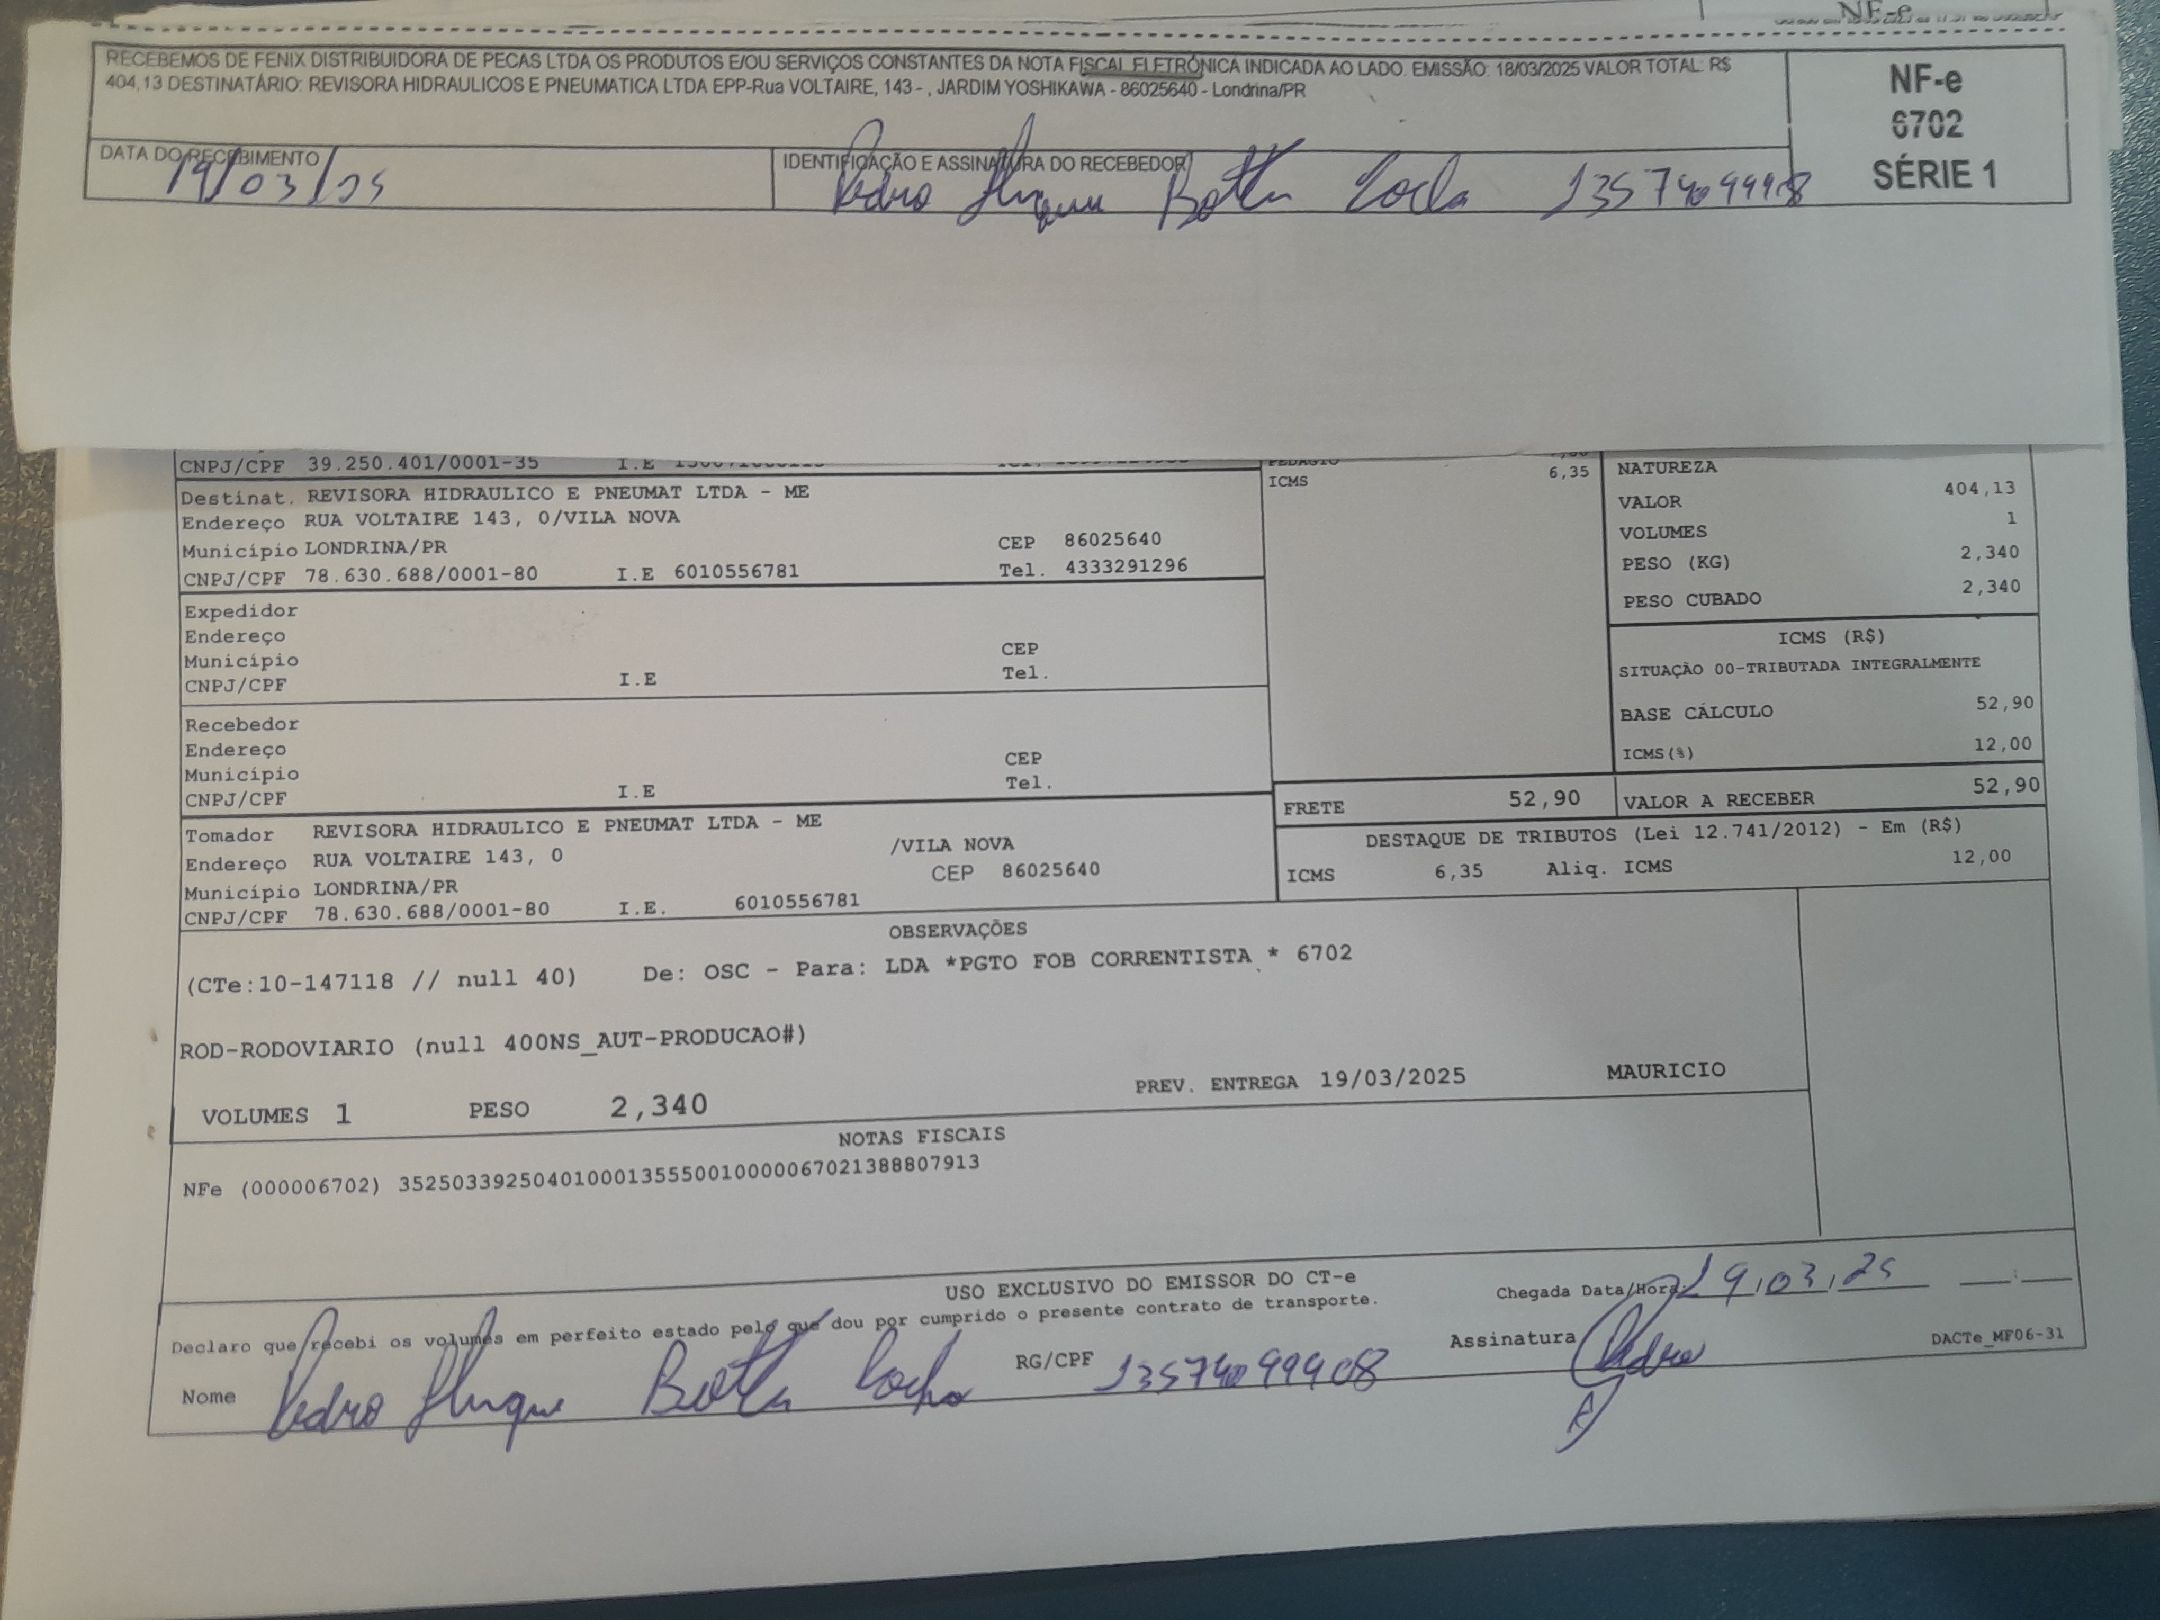 NF-e
RECEBEMOS DE FENIX DISTRIBUIDORA DE PECAS LTDA OS PRODUTOS E/OU SERVIÇOS CONSTANTES DA NOTA FISCAL ELETRÔNICA INDICADA AO LADO. EMISSÃO: 18/03/2025 VALOR TOTAL: R$
404,13 DESTINATÁRIO: REVISORA HIDRAULICOS E PNEUMATICA LTDA EPP-Rua VOLTAIRE, 143- , JARDIM YOSHIKAWA - 86025640 - Londrina/PR
NF-e
6702
SÉRIE 1
DATA DO RECEBIMENTO
19/03/25
IDENTIFICAÇÃO E ASSINATURA DO RECEBEDOR
Pedro 13574099908
CNPJ/CPF 39.250.401/0001-35 I.E
PEDÁGIO
ICMS 6,35
Destinat. REVISORA HIDRAULICO E PNEUMAT LTDA - ME
Endereço RUA VOLTAIRE 143, 0/VILA NOVA
Município LONDRINA/PR CEP 86025640
CNPJ/CPF 78.630.688/0001-80 I.E 6010556781 Tel. 4333291296
NATUREZA
VALOR 404,13
VOLUMES 1
PESO (KG) 2,340
PESO CUBADO 2,340
Expedidor
Endereço
Município CEP
CNPJ/CPF I.E Tel.
ICMS (R$)
SITUAÇÃO 00-TRIBUTADA INTEGRALMENTE
BASE CÁLCULO 52,90
ICMS(%) 12,00
Recebedor
Endereço
Município CEP
CNPJ/CPF I.E Tel.
FRETE 52,90 VALOR A RECEBER 52,90
Tomador REVISORA HIDRAULICO E PNEUMAT LTDA - ME
Endereço RUA VOLTAIRE 143, 0 /VILA NOVA
Município LONDRINA/PR CEP 86025640
CNPJ/CPF 78.630.688/0001-80 I.E. 6010556781
DESTAQUE DE TRIBUTOS (Lei 12.741/2012) - Em (R$)
ICMS 6,35 Aliq. ICMS 12,00
OBSERVAÇÕES
(CTe:10-147118 // null 40) De: OSC - Para: LDA *PGTO FOB CORRENTISTA * 6702
ROD-RODOVIARIO (null 400NS_AUT-PRODUCAO#)
VOLUMES 1 PESO 2,340 PREV. ENTREGA 19/03/2025 MAURICIO
NOTAS FISCAIS
NFe (000006702) 35250339250401000135550010000067021388807913
USO EXCLUSIVO DO EMISSOR DO CT-e
Declaro que recebi os volumes em perfeito estado pelo que dou por cumprido o presente contrato de transporte.
Chegada Data/Hora 19,03,25 :
Nome Pedro RG/CPF 13574099908 Assinatura Pedro
DACTe_MF06-31